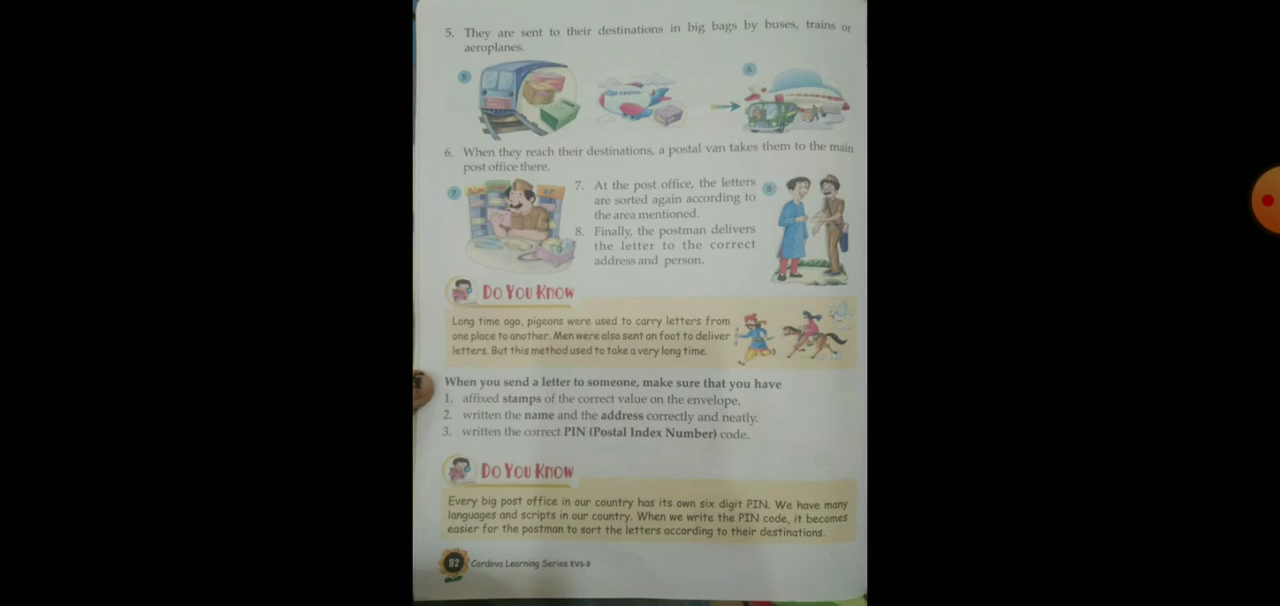 5. They are sent to their destinations in big bags by buses, trains or
aeroplanes.
5
6
6. When they reach their destinations, a postal van takes them to the main
post office there.
7
7. At the post office, the letters
are sorted again according to
the area mentioned.
8. Finally, the postman delivers
the letter to the correct
address and person.
8
DO YOU KNOW
Long time ago, pigeons were used to carry letters from
one place to another. Men were also sent on foot to deliver
letters. But this method used to take a very long time.
When you send a letter to someone, make sure that you have
1. affixed stamps of the correct value on the envelope.
2. written the name and the address correctly and neatly.
3. written the correct PIN (Postal Index Number) code.
DO YOU KNOW
Every big post office in our country has its own six digit PIN. We have many
languages and scripts in our country. When we write the PIN code, it becomes
easier for the postman to sort the letters according to their destinations.
92 Cordova Learning Series EVS-3